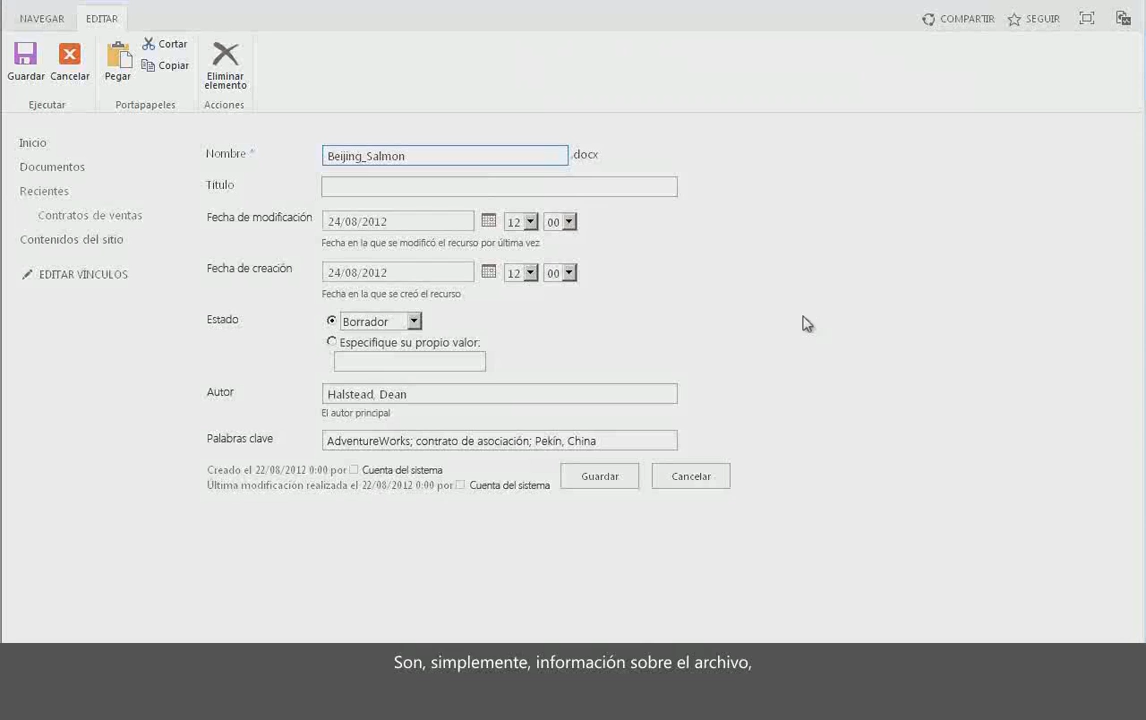 NAVEGAR EDITAR COMPARTIR SEGUIR
Guardar Cancelar Pegar Cortar Copiar Eliminar elemento
Ejecutar Portapapeles Acciones
Inicio
Documentos
Recientes
Contratos de ventas
Contenidos del sitio
EDITAR VÍNCULOS
Nombre * Beijing_Salmon .docx
Título
Fecha de modificación 24/08/2012 12 00
Fecha en la que se modificó el recurso por última vez
Fecha de creación 24/08/2012 12 00
Fecha en la que se creó el recurso
Estado Borrador
Especifique su propio valor:
Autor Halstead, Dean
El autor principal
Palabras clave AdventureWorks; contrato de asociación; Pekín, China
Creado el 22/08/2012 0:00 por Cuenta del sistema
Última modificación realizada el 22/08/2012 0:00 por Cuenta del sistema
Guardar Cancelar
Son, simplemente, información sobre el archivo,